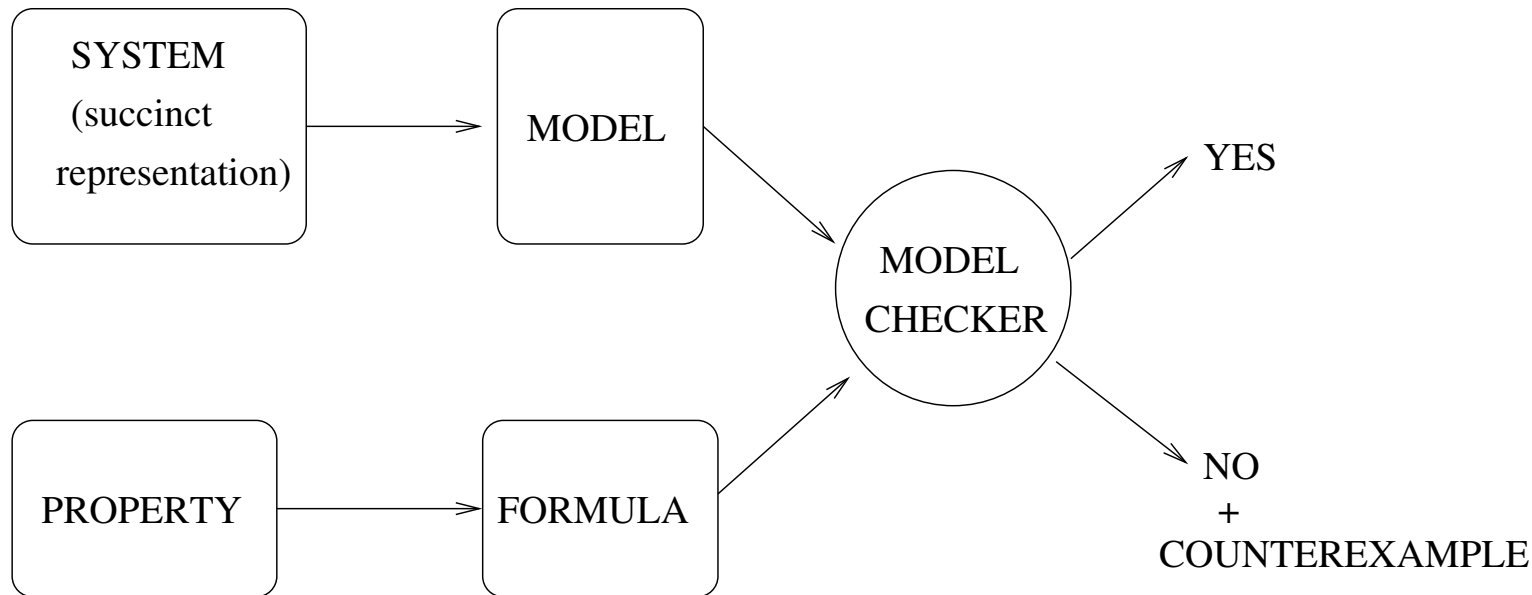 SYSTEM
(succinct
representation)
MODEL
MODEL
CHECKER
YES
PROPERTY
FORMULA
NO
+
COUNTEREXAMPLE